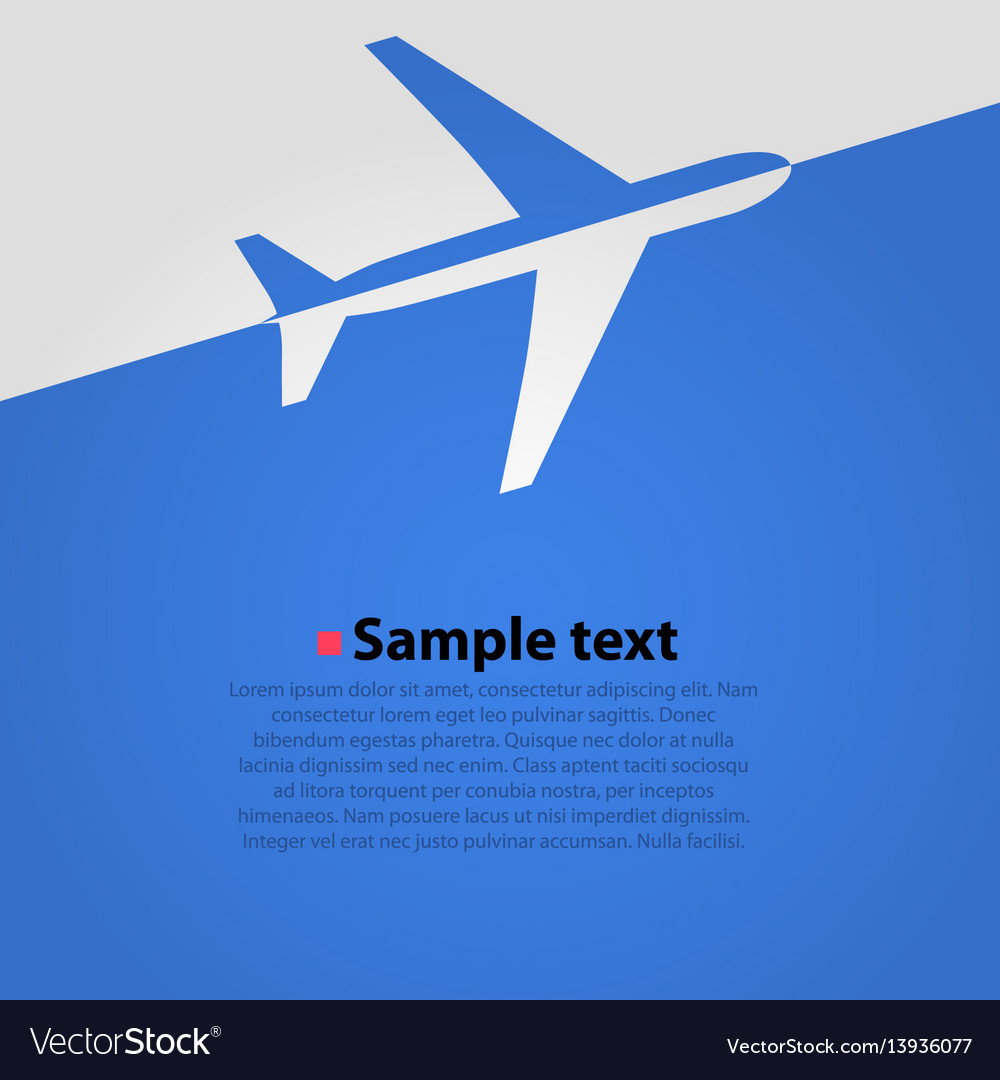 Sample text
Lorem ipsum dolor sit amet, consectetur adipiscing elit. Nam
consectetur lorem eget leo pulvinar sagittis. Donec
bibendum egestas pharetra. Quisque nec dolor at nulla
lacinia dignissim sed nec enim. Class aptent taciti sociosqu
ad litora torquent per conubia nostra, per inceptos
himenaeos. Nam posuere lacus ut nisi imperdiet dignissim.
Integer vel erat nec justo pulvinar accumsan. Nulla facilisi.
VectorStock®
VectorStock.com/13936077